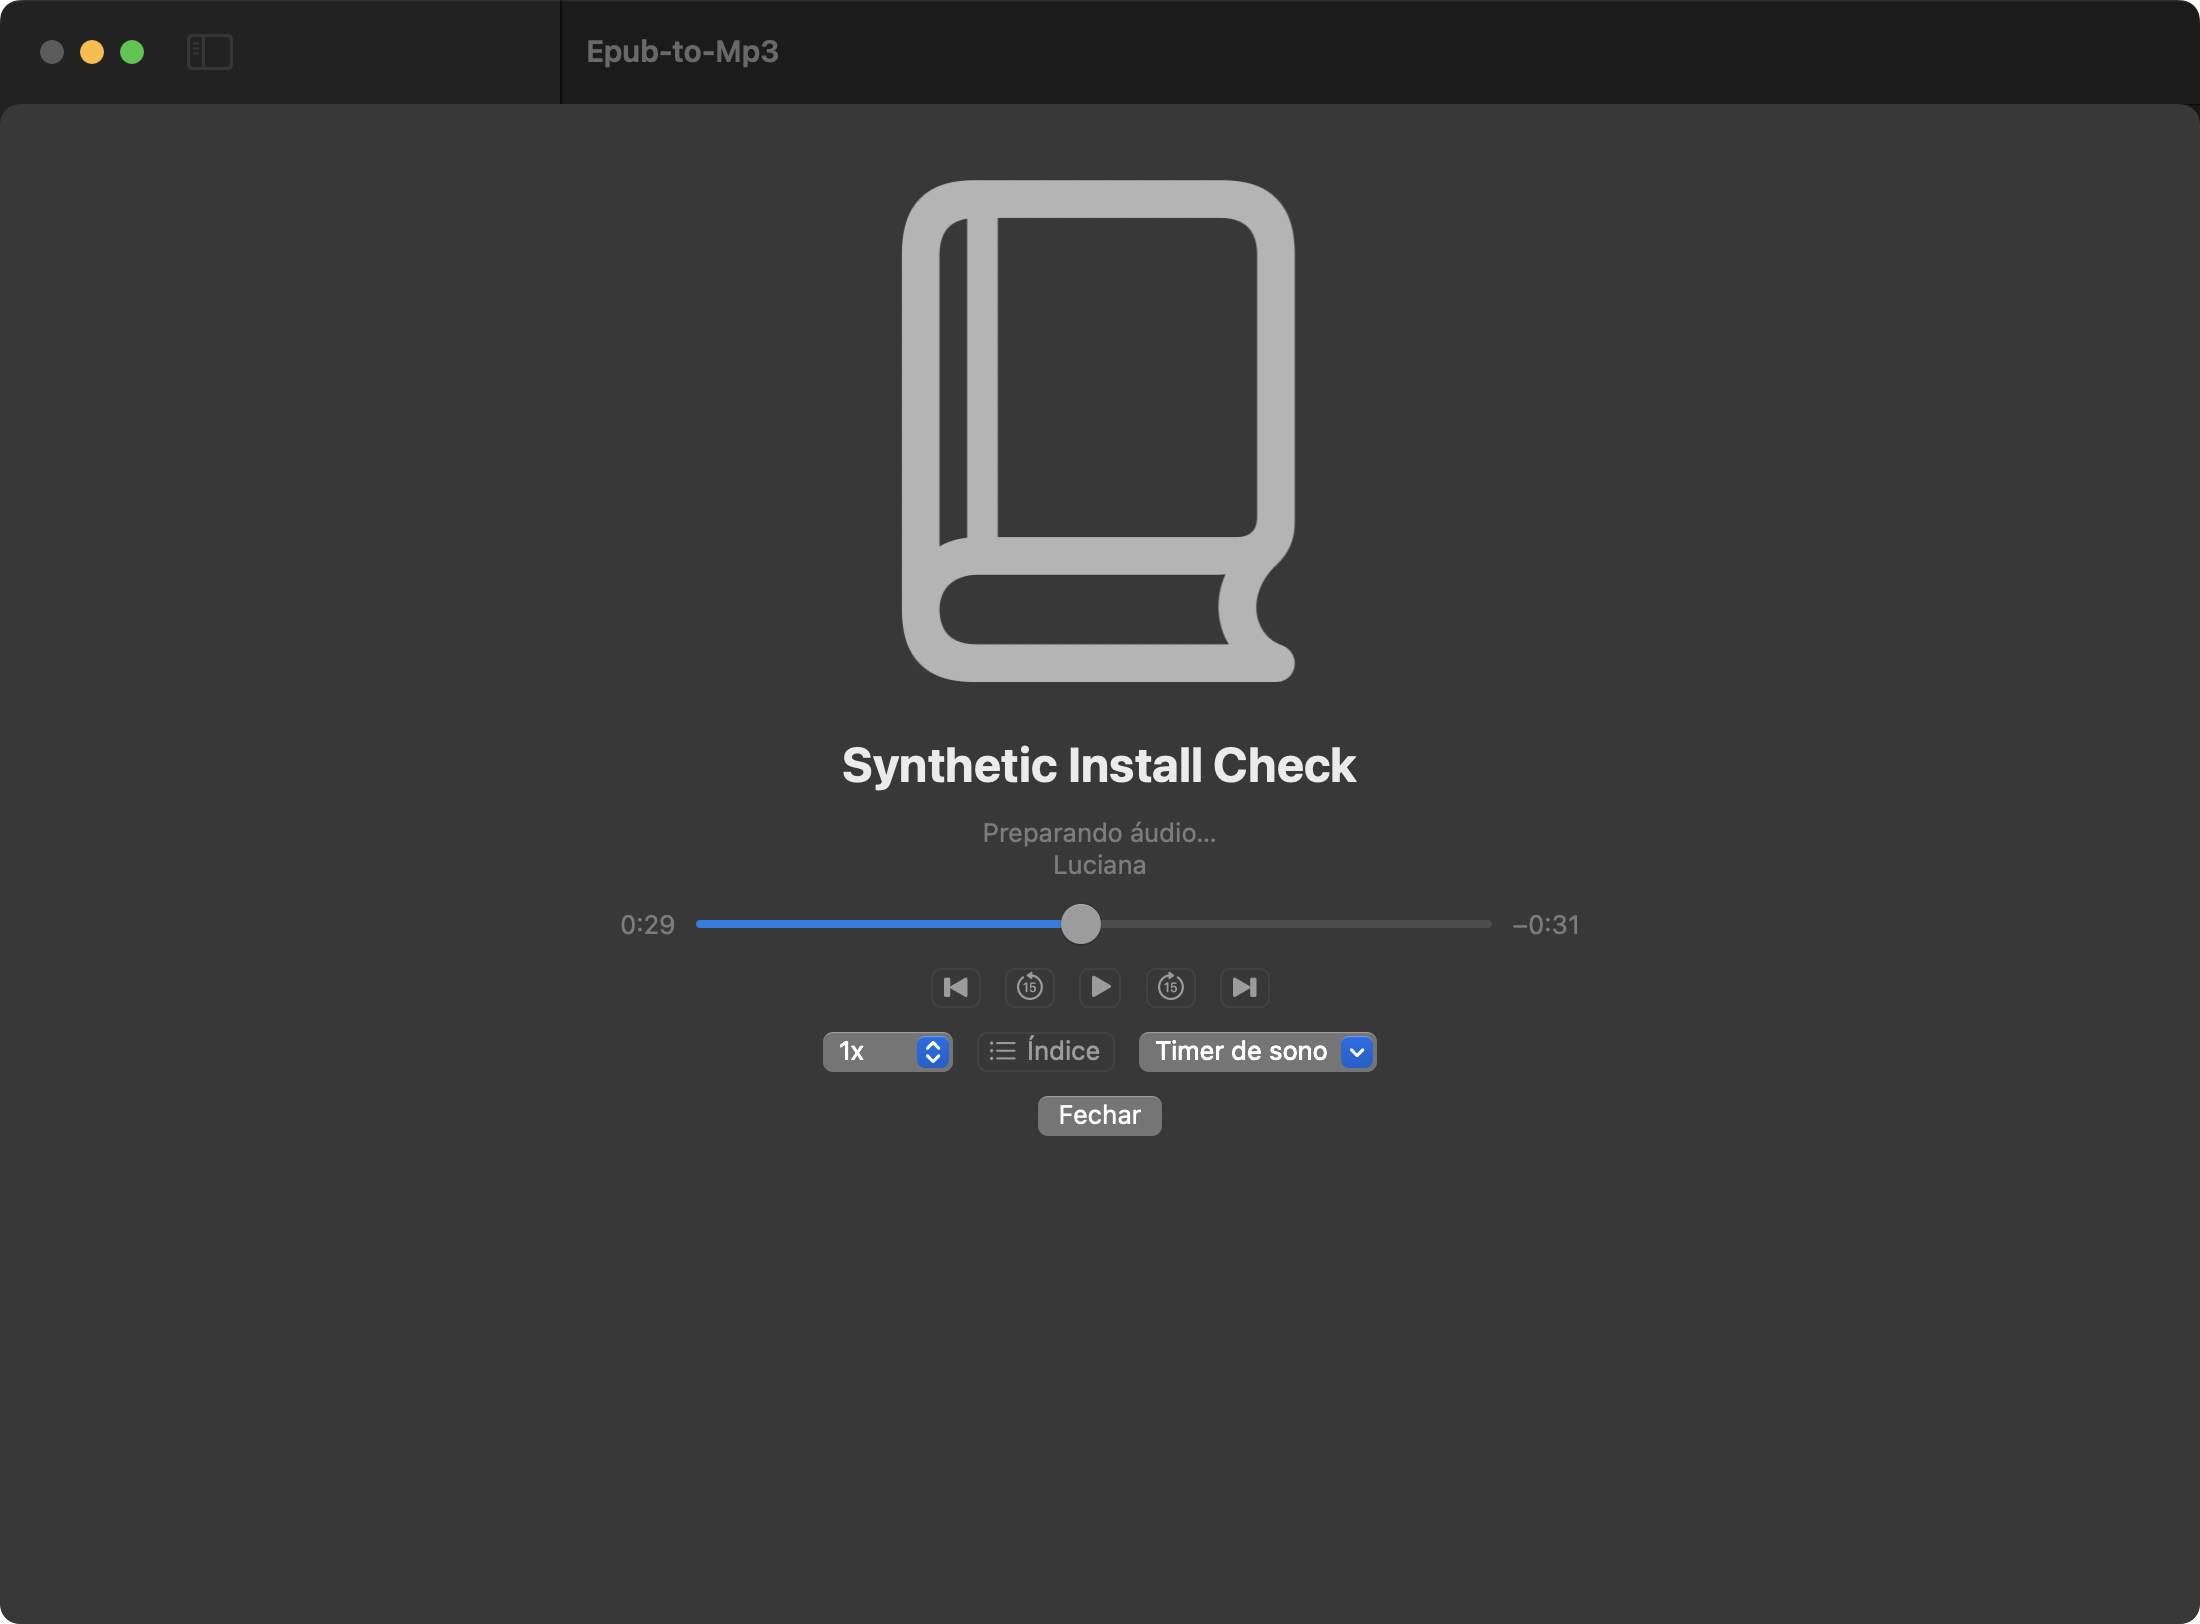 Epub-to-Mp3
Synthetic Install Check
Preparando áudio...
Luciana
0:29 –0:31
15 15
1x Índice Timer de sono
Fechar